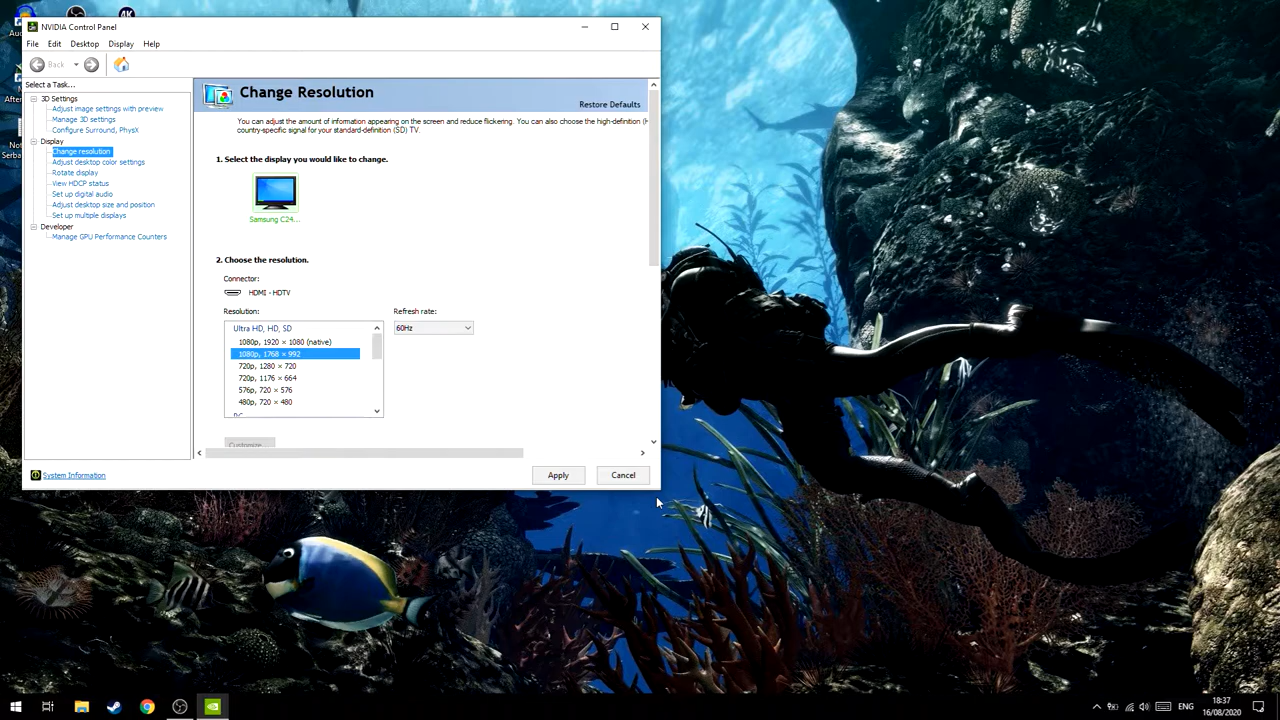 4K
Au
After
Not
Serba
NVIDIA Control Panel
File Edit Desktop Display Help
Back
Select a Task...
3D Settings
Adjust image settings with preview
Manage 3D settings
Configure Surround, PhysX
Display
Change resolution
Adjust desktop color settings
Rotate display
View HDCP status
Set up digital audio
Adjust desktop size and position
Set up multiple displays
Developer
Manage GPU Performance Counters
System Information
Change Resolution
Restore Defaults
You can adjust the amount of information appearing on the screen and reduce flickering. You can also choose the high-definition (H
country-specific signal for your standard-definition (SD) TV.
1. Select the display you would like to change.
Samsung C24...
2. Choose the resolution.
Connector:
HDMI - HDTV
Resolution:
Refresh rate:
Ultra HD, HD, SD
60Hz
1080p, 1920 × 1080 (native)
1080p, 1768 × 992
720p, 1280 × 720
720p, 1176 × 664
576p, 720 × 576
480p, 720 × 480
PC
Customize...
Apply
Cancel
ENG
18:37
16/08/2020